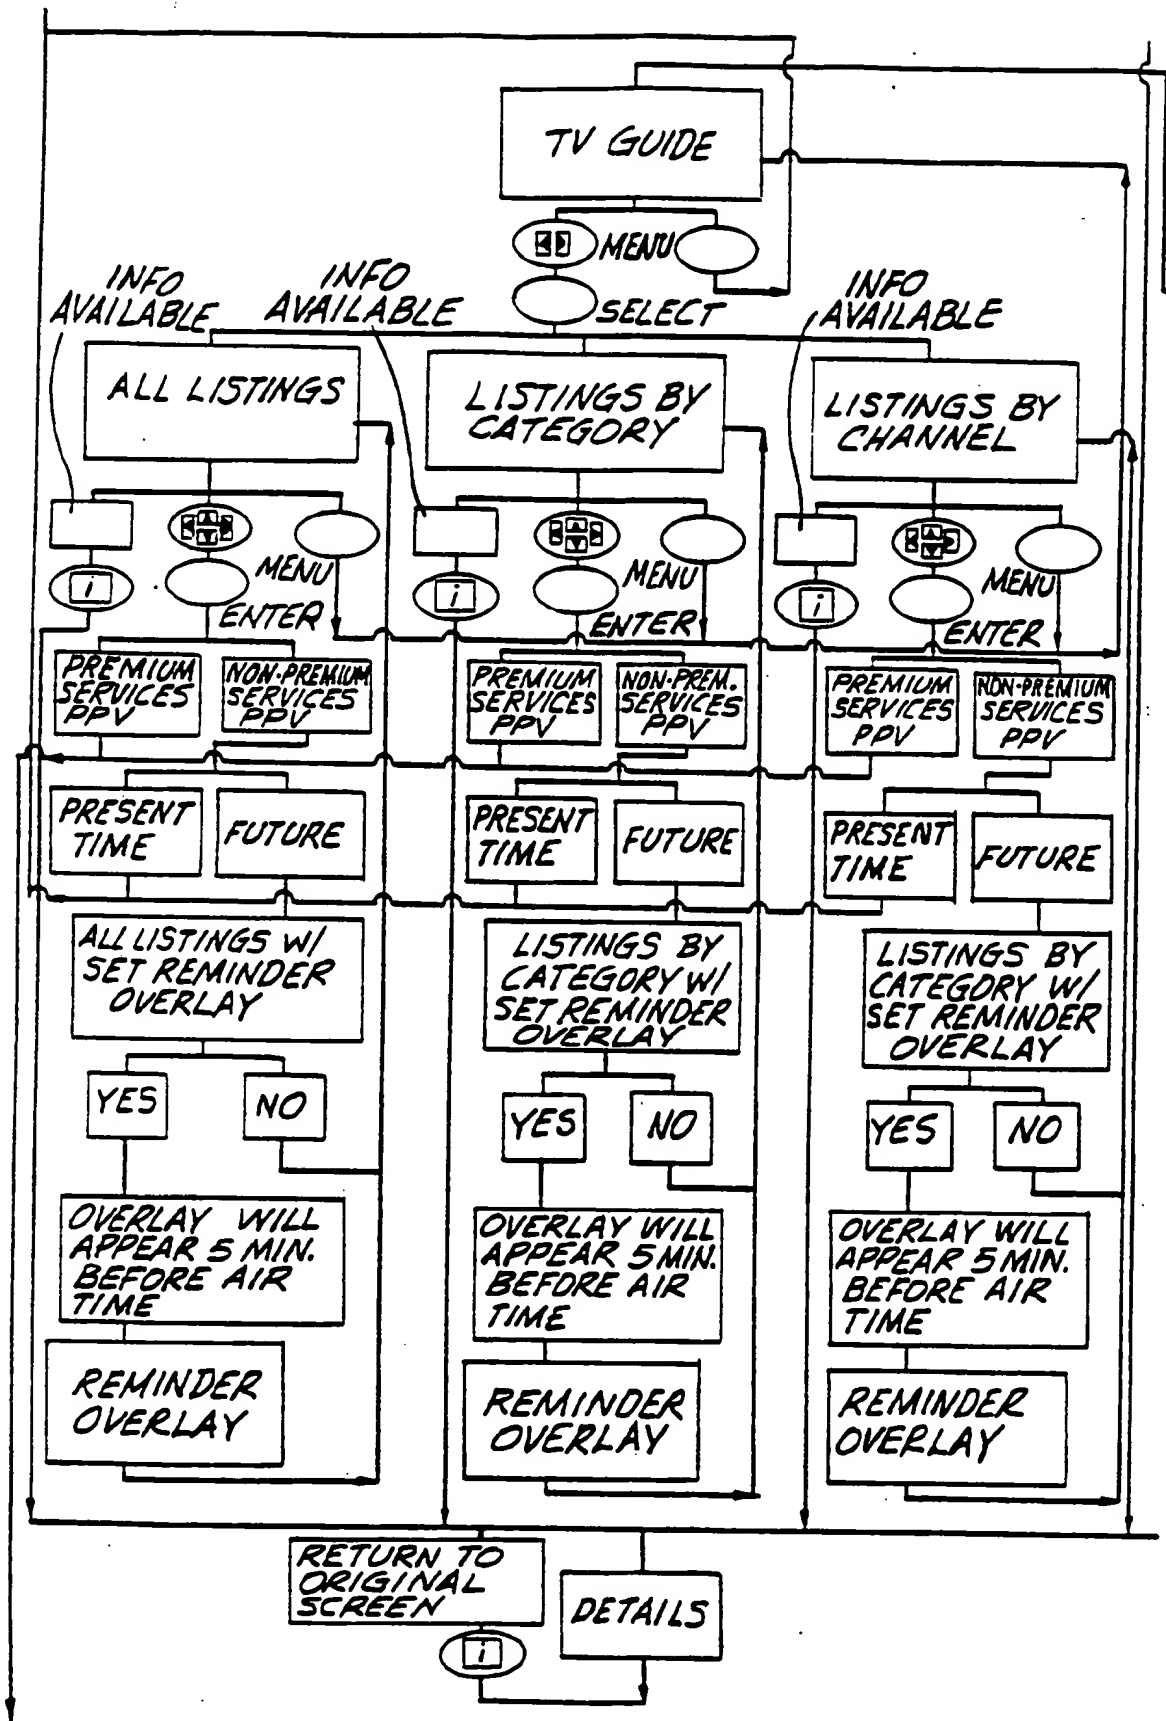 TV GUIDE
MENU
SELECT
INFO
AVAILABLE
INFO
AVAILABLE
INFO
AVAILABLE
ALL LISTINGS
LISTINGS BY
CATEGORY
LISTINGS BY
CHANNEL
i
MENU
ENTER
i
MENU
ENTER
i
MENU
ENTER
PREMIUM
SERVICES
PPV
NON-PREMIUM
SERVICES
PPV
PREMIUM
SERVICES
PPV
NON-PREM.
SERVICES
PPV
PREMIUM
SERVICES
PPV
NON-PREMIUM
SERVICES
PPV
PRESENT
TIME
FUTURE
PRESENT
TIME
FUTURE
PRESENT
TIME
FUTURE
ALL LISTINGS W/
SET REMINDER
OVERLAY
LISTINGS BY
CATEGORY W/
SET REMINDER
OVERLAY
LISTINGS BY
CATEGORY W/
SET REMINDER
OVERLAY
YES
NO
YES
NO
YES
NO
OVERLAY WILL
APPEAR 5 MIN.
BEFORE AIR
TIME
OVERLAY WILL
APPEAR 5 MIN.
BEFORE AIR
TIME
OVERLAY WILL
APPEAR 5 MIN.
BEFORE AIR
TIME
REMINDER
OVERLAY
REMINDER
OVERLAY
REMINDER
OVERLAY
RETURN TO
ORIGINAL
SCREEN
DETAILS
i